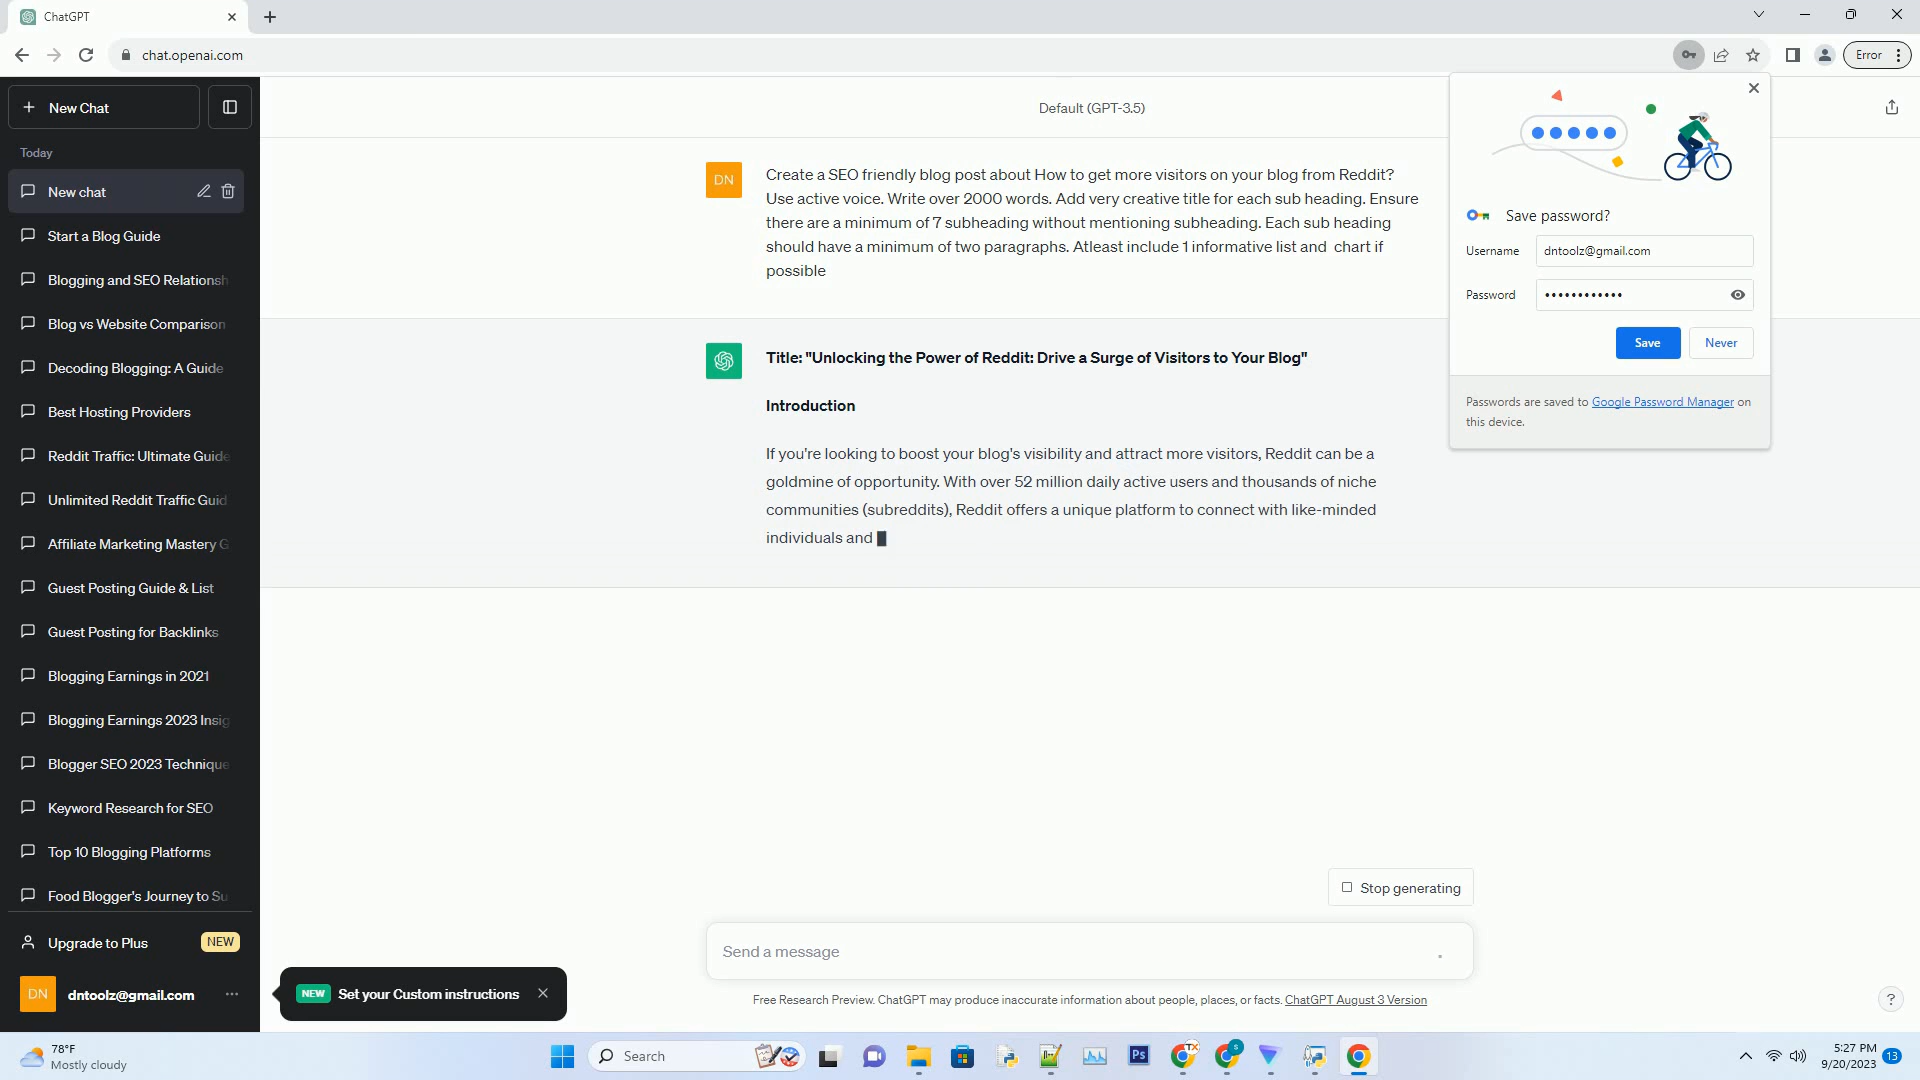 ChatGPT
chat.openai.com
Error
New Chat
Today
New chat
Start a Blog Guide
Blogging and SEO Relationsh
Blog vs Website Comparison
Decoding Blogging: A Guide
Best Hosting Providers
Reddit Traffic: Ultimate Guide
Unlimited Reddit Traffic Guid
Affiliate Marketing Mastery G
Guest Posting Guide & List
Guest Posting for Backlinks
Blogging Earnings in 2021
Blogging Earnings 2023 Insig
Blogger SEO 2023 Technique
Keyword Research for SEO
Top 10 Blogging Platforms
Food Blogger's Journey to Su
Upgrade to Plus NEW
DN dntoolz@gmail.com
NEW Set your Custom instructions
Default (GPT-3.5)
DN
Create a SEO friendly blog post about How to get more visitors on your blog from Reddit?
Use active voice. Write over 2000 words. Add very creative title for each sub heading. Ensure
there are a minimum of 7 subheading without mentioning subheading. Each sub heading
should have a minimum of two paragraphs. Atleast include 1 informative list and chart if
possible
Title: "Unlocking the Power of Reddit: Drive a Surge of Visitors to Your Blog"
Introduction
If you're looking to boost your blog's visibility and attract more visitors, Reddit can be a
goldmine of opportunity. With over 52 million daily active users and thousands of niche
communities (subreddits), Reddit offers a unique platform to connect with like-minded
individuals and
Save password?
Username dntoolz@gmail.com
Password ••••••••••••
Save Never
Passwords are saved to Google Password Manager on
this device.
Stop generating
Send a message
Free Research Preview. ChatGPT may produce inaccurate information about people, places, or facts. ChatGPT August 3 Version
?
78°F
Mostly cloudy
Search
Ps
TX
S
5:27 PM
9/20/2023
13